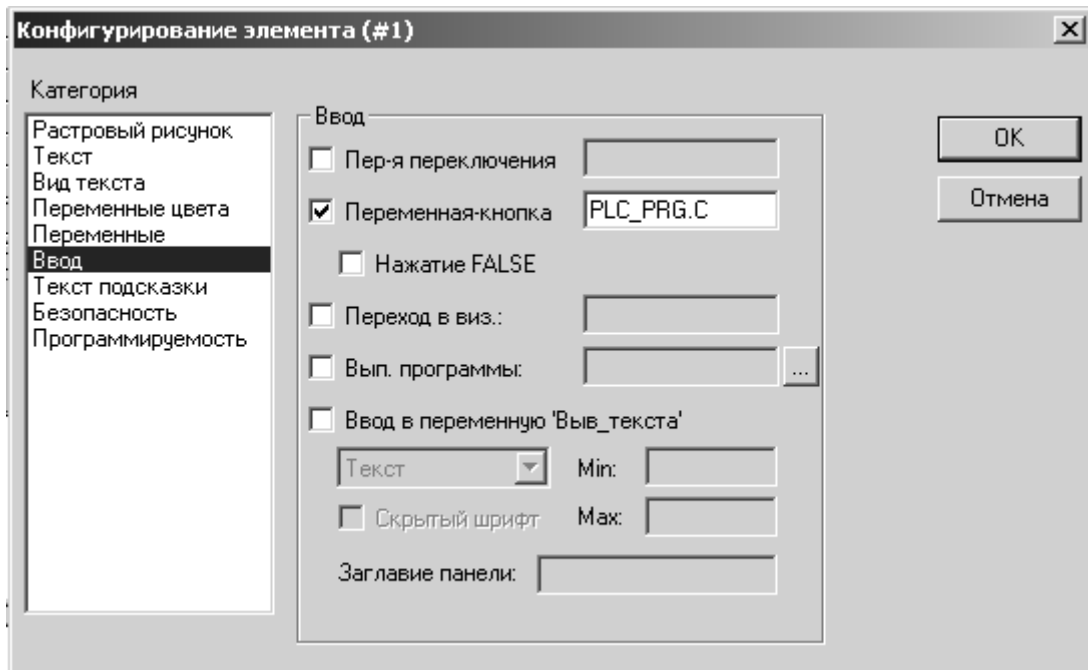 Конфигурирование элемента (#1)
Категория
Растровый рисунок
Текст
Вид текста
Переменные цвета
Переменные
Ввод
Текст подсказки
Безопасность
Программируемость
Ввод
Пер-я переключения
Переменная-кнопка PLC_PRG.C
Нажатие FALSE
Переход в виз.:
Вып. программы: ...
Ввод в переменную 'Выв_текста'
Текст Min:
Скрытый шрифт Max:
Заглавие панели:
OK
Отмена